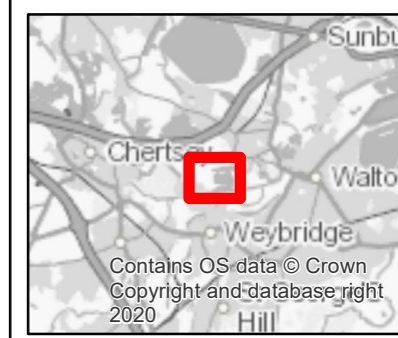 Sunbu
Chertsey
Walto
Weybridge
Contains OS data © Crown
Copyright and database right
2020
Hill